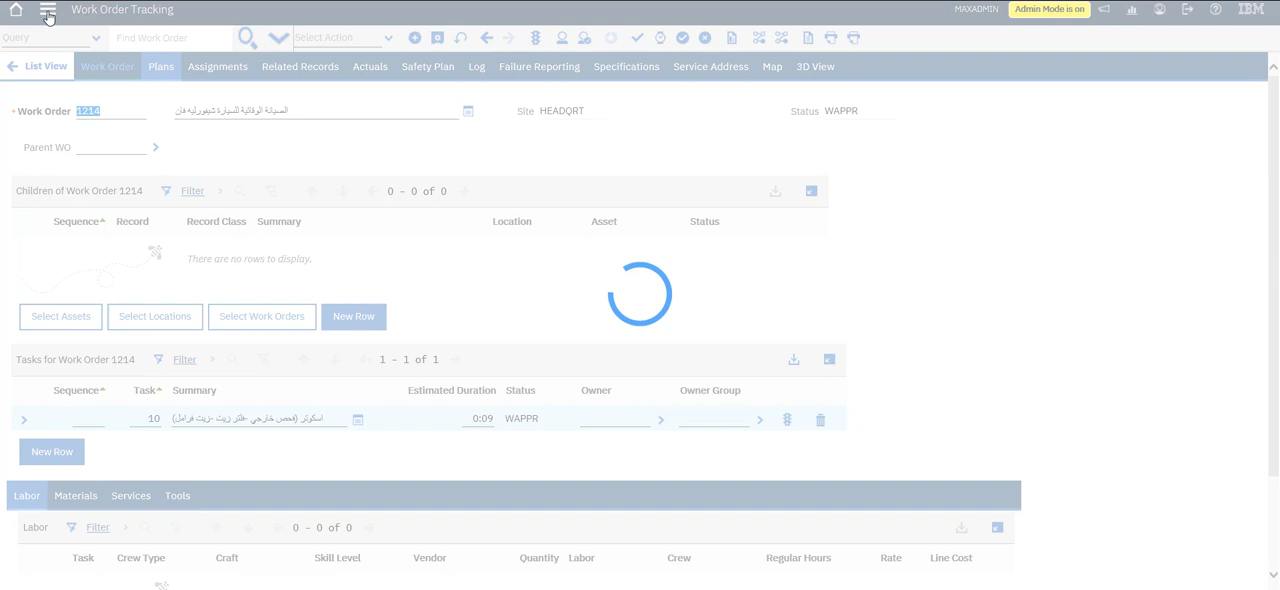 Work Order Tracking MAXADMIN Admin Mode is on IBM
Query Find Work Order Select Action
List View Work Order Plans Assignments Related Records Actuals Safety Plan Log Failure Reporting Specifications Service Address Map 3D View
* Work Order 1214 الصيانة الوقائية للسيارة شيفورليه فان Site HEADQRT Status WAPPR
Parent WO
Children of Work Order 1214 Filter 0 - 0 of 0
Sequence Record Record Class Summary Location Asset Status
There are no rows to display.
Select Assets Select Locations Select Work Orders New Row
Tasks for Work Order 1214 Filter 1 - 1 of 1
Sequence Task Summary Estimated Duration Status Owner Owner Group
10 اسكوتر (فحص خارجي -فلتر زيت -زيت فرامل) 0:09 WAPPR
New Row
Labor Materials Services Tools
Labor Filter 0 - 0 of 0
Task Crew Type Craft Skill Level Vendor Quantity Labor Crew Regular Hours Rate Line Cost